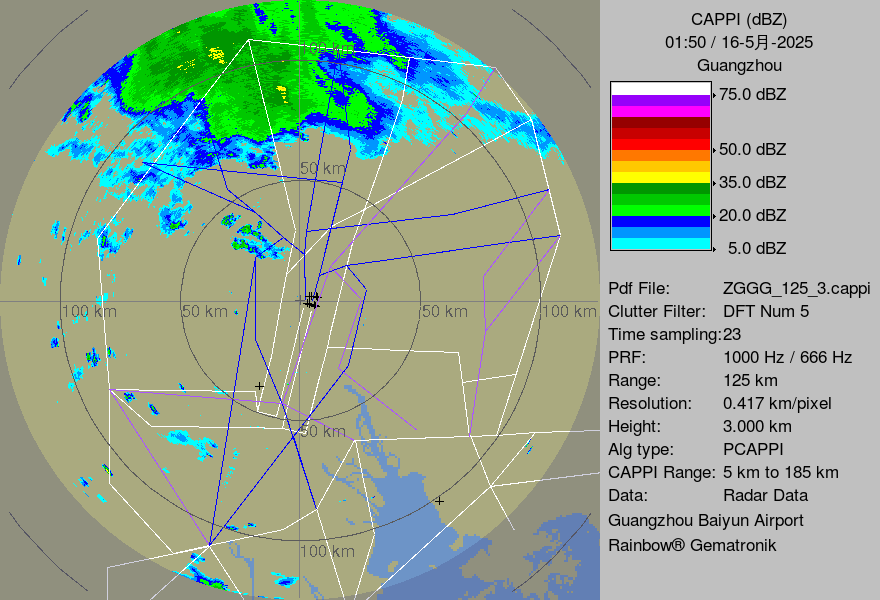 CAPPI (dBZ)
01:50 / 16-5月-2025
Guangzhou
75.0 dBZ
50.0 dBZ
35.0 dBZ
20.0 dBZ
5.0 dBZ
100 km
50 km
100 km
50 km
50 km
100 km
50 km
100 km
Pdf File: ZGGG_125_3.cappi
Clutter Filter: DFT Num 5
Time sampling:23
PRF: 1000 Hz / 666 Hz
Range: 125 km
Resolution: 0.417 km/pixel
Height: 3.000 km
Alg type: PCAPPI
CAPPI Range: 5 km to 185 km
Data: Radar Data
Guangzhou Baiyun Airport
Rainbow® Gematronik